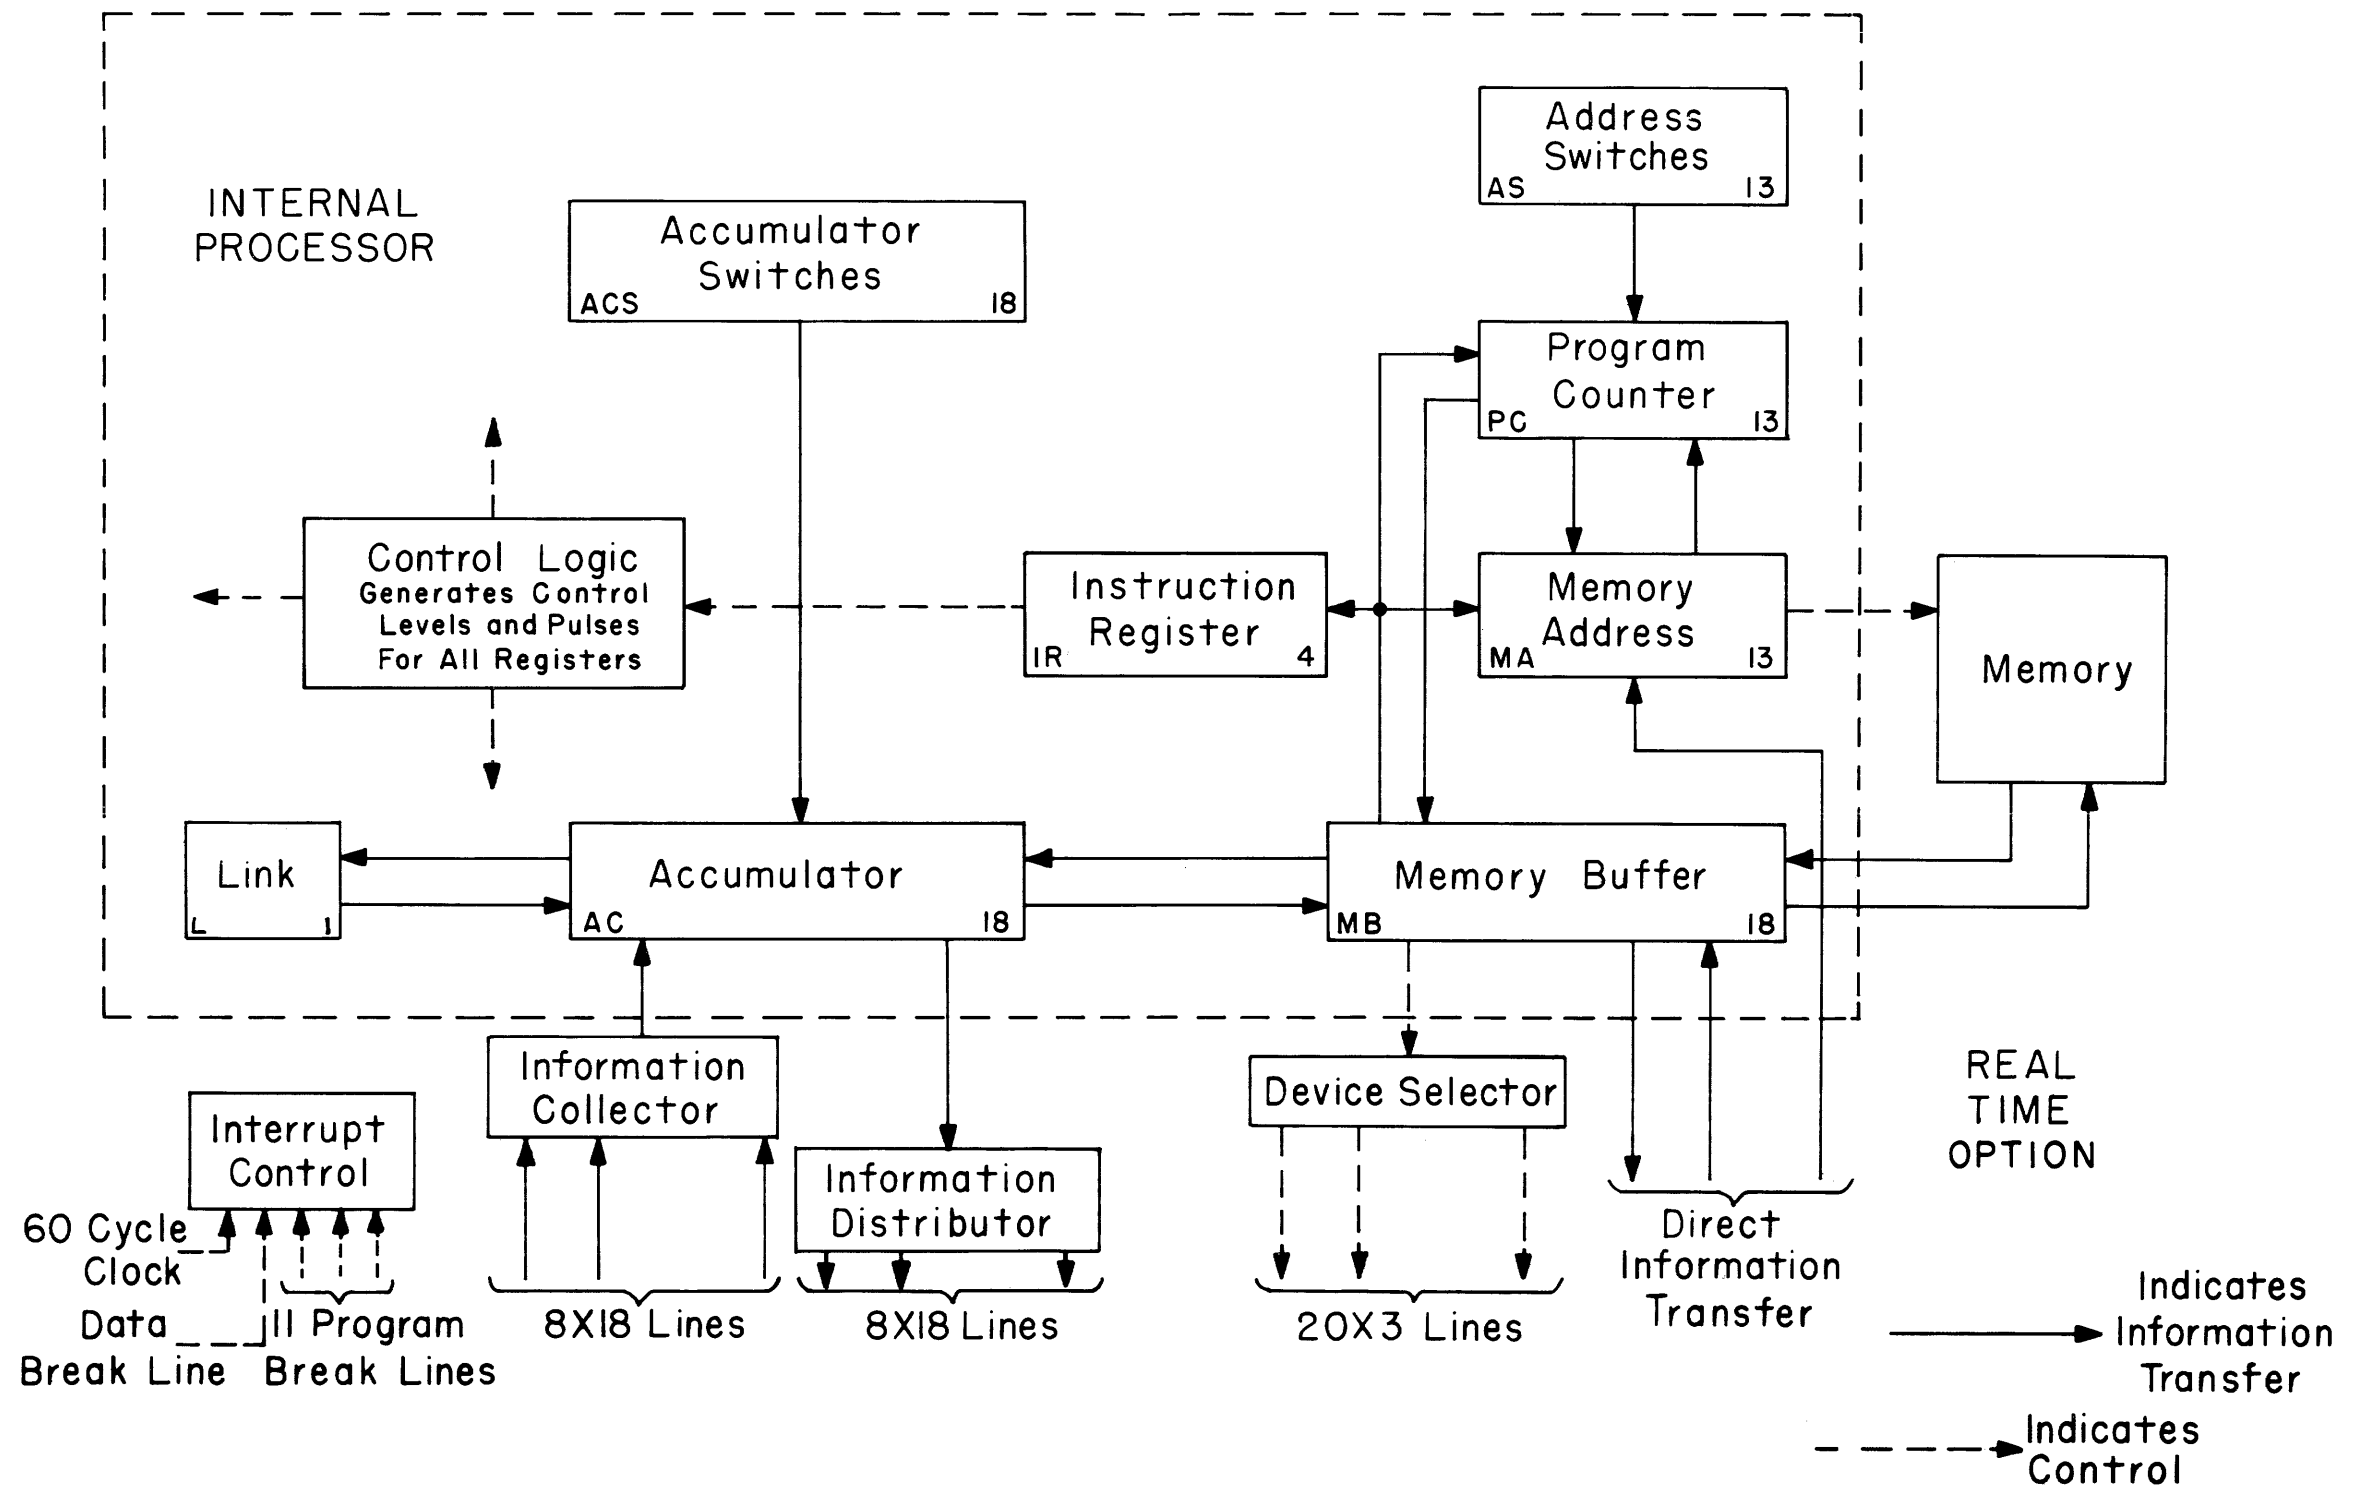 INTERNAL
PROCESSOR
Address
Switches
AS 13
Accumulator
Switches
ACS 18
Program
Counter
PC 13
Control Logic
Generates Control
Levels and Pulses
For All Registers
Instruction
Register
IR 4
Memory
Address
MA 13
Memory
Link
L 1
Accumulator
AC 18
Memory Buffer
MB 18
Information
Collector
Interrupt
Control
Information
Distributor
Device Selector
REAL
TIME
OPTION
60 Cycle
Clock
Data
Break Line
11 Program
Break Lines
8X18 Lines
8X18 Lines
20X3 Lines
Direct
Information
Transfer
Indicates
Information
Transfer
Indicates
Control